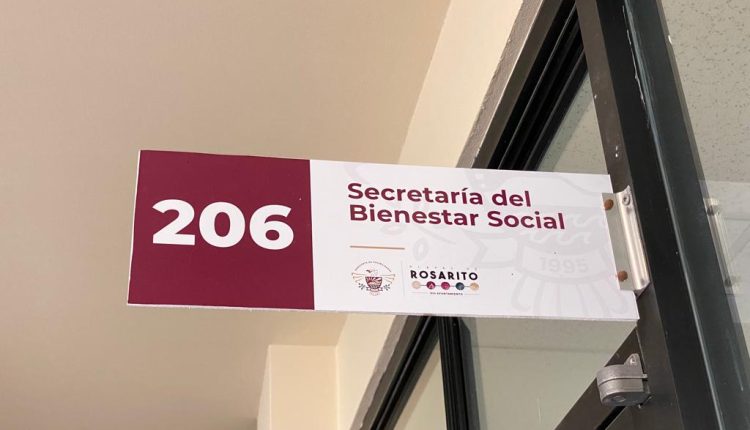 206
Secretaría del
Bienestar Social
ROSARITO
1995